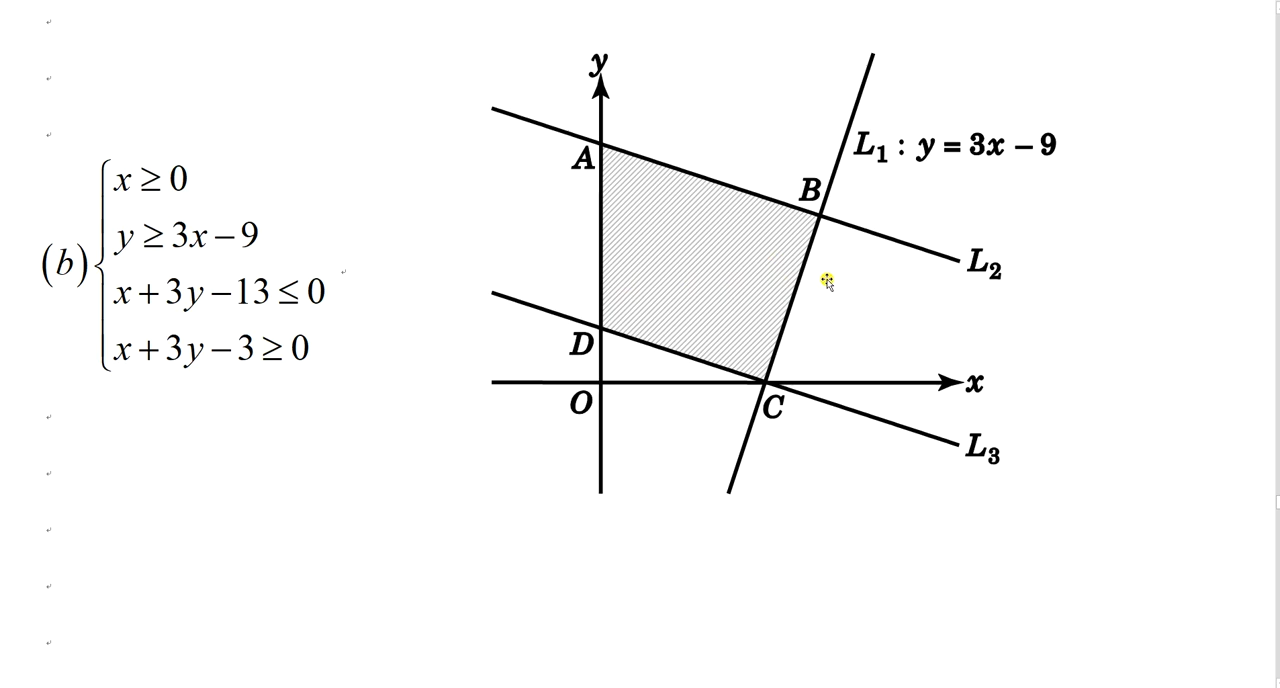 (b)
x ≥ 0
y ≥ 3x − 9
x + 3y − 13 ≤ 0
x + 3y − 3 ≥ 0
y
L₁ : y = 3x − 9
A
B
L₂
D
x
O
C
L₃